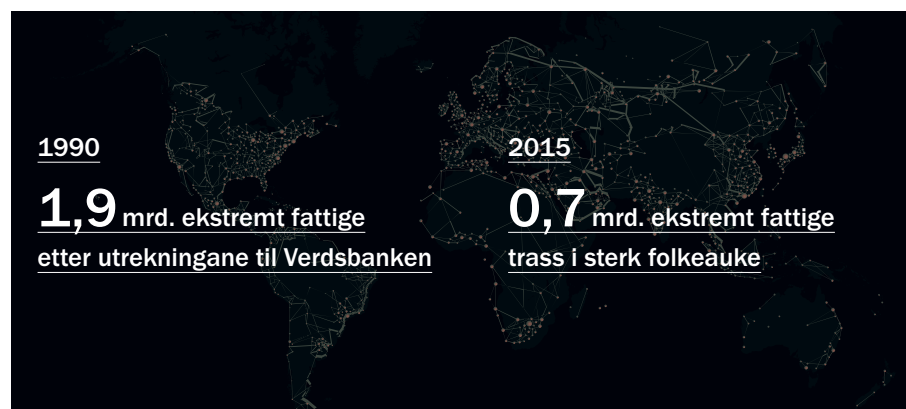 1990
1,9 mrd. ekstremt fattige
etter utrekningane til Verdsbanken
2015
0,7 mrd. ekstremt fattige
trass i sterk folkeauke